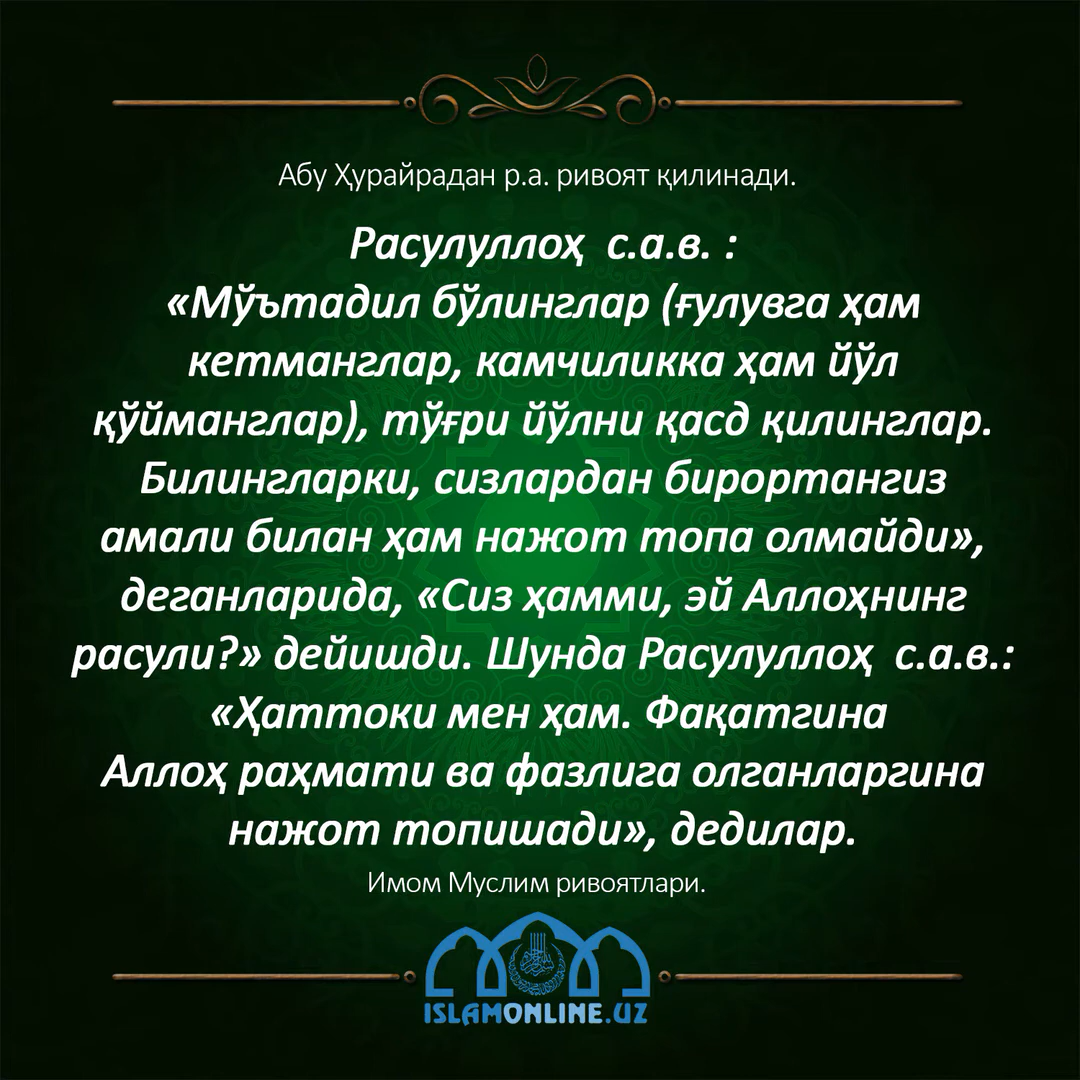 Абу Ҳурайрадан р.а. ривоят қилинади.
Расулуллоҳ с.а.в. :
«Мўътадил бўлинглар (ғулувга ҳам
кетманглар, камчиликка ҳам йўл
қўйманглар), тўғри йўлни қасд қилинглар.
Билингларки, сизлардан бирортангиз
амали билан ҳам нажот топа олмайди»,
деганларида, «Сиз ҳамми, эй Аллоҳнинг
расули?» дейишди. Шунда Расулуллоҳ с.а.в.:
«Ҳаттоки мен ҳам. Фақатгина
Аллоҳ раҳмати ва фазлига олганларгина
нажот топишади», дедилар.
Имом Муслим ривоятлари.
ISLAMONLINE.UZ